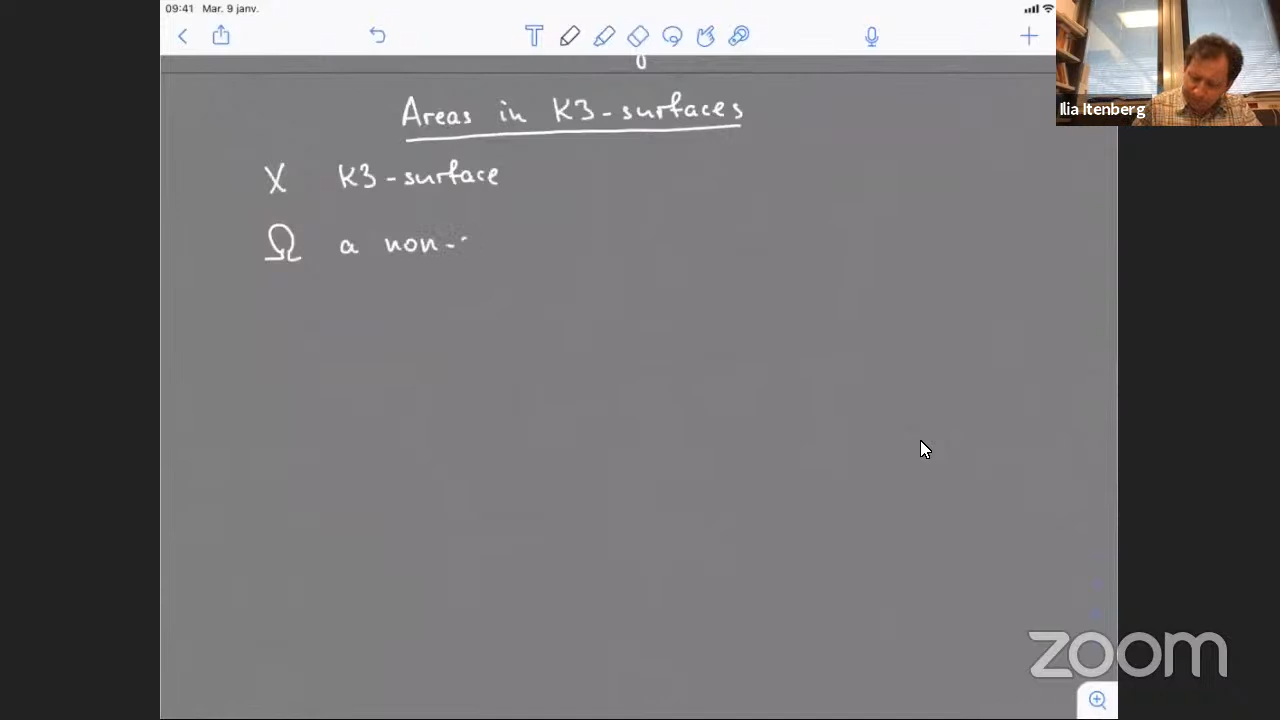 09:41 Mar. 9 janv.
Ilia Itenberg
Areas in K3-surfaces
X K3-surface
Ω a non-
zoom